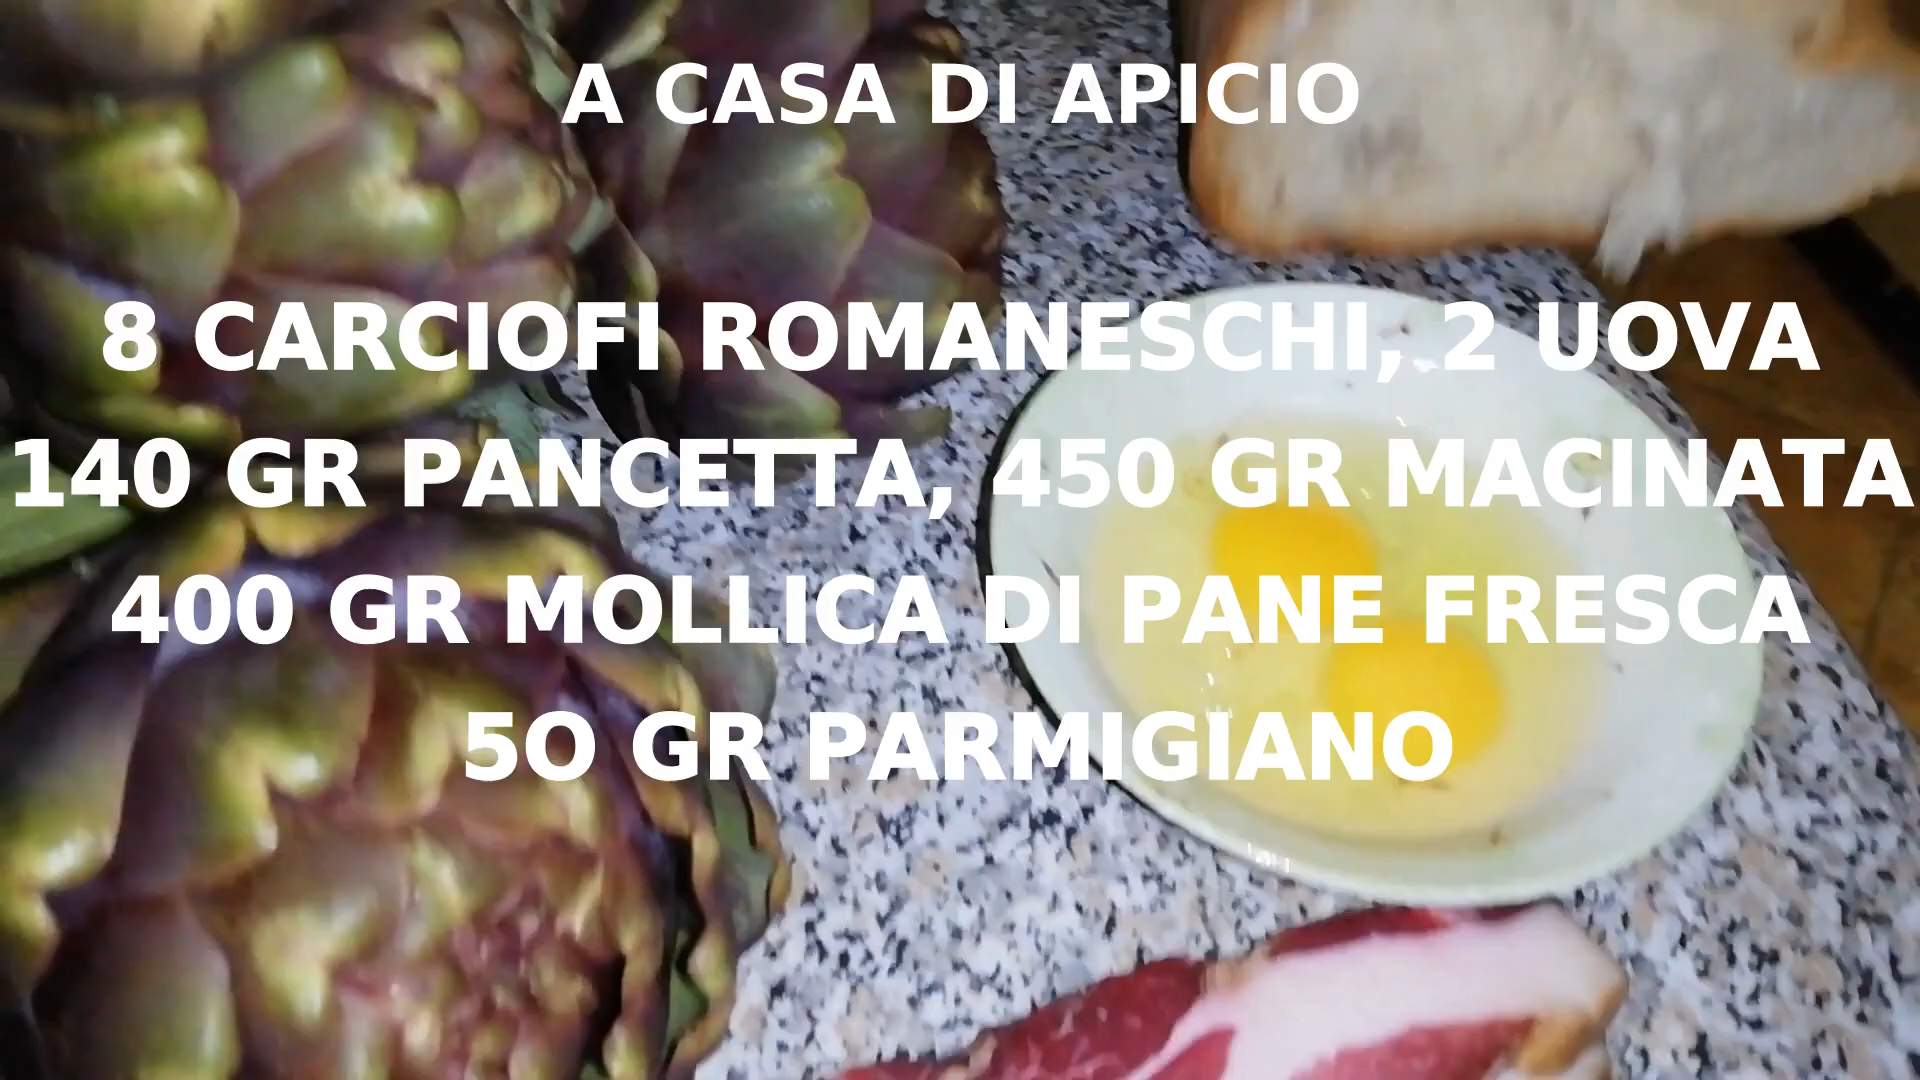 A CASA DI APICIO
8 CARCIOFI ROMANESCHI, 2 UOVA
140 GR PANCETTA, 450 GR MACINATA
400 GR MOLLICA DI PANE FRESCA
5O GR PARMIGIANO